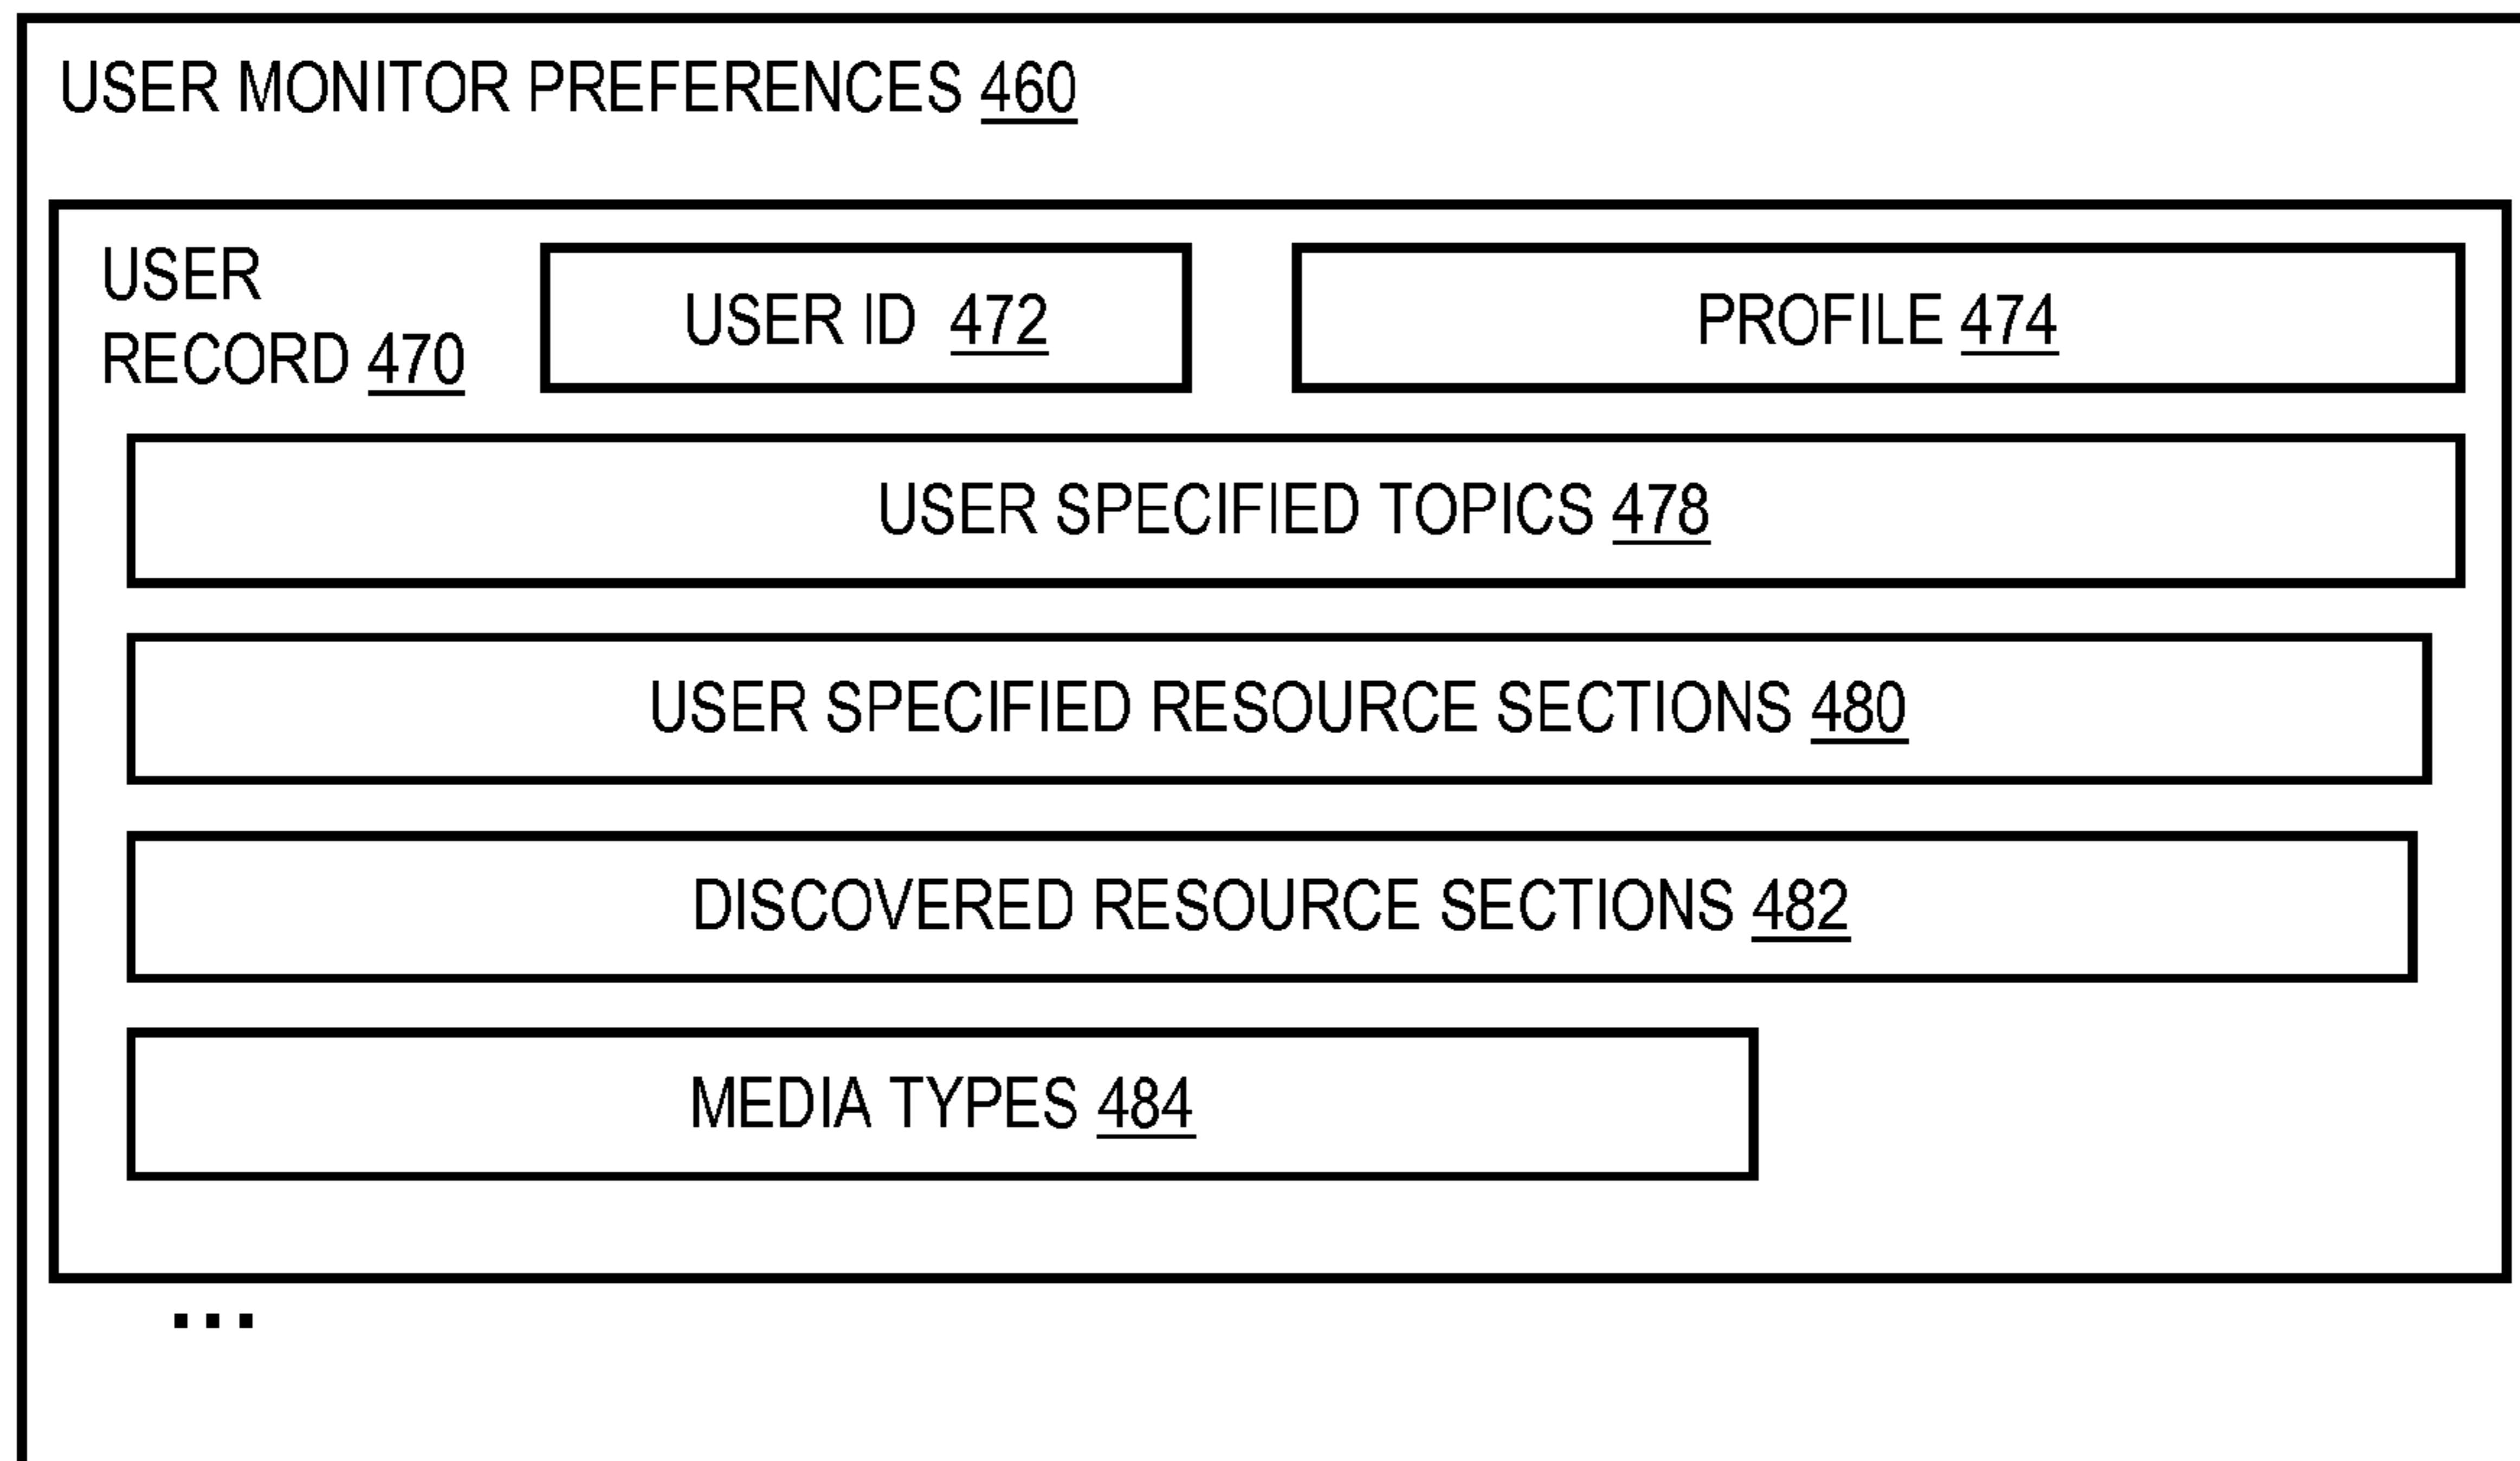 USER MONITOR PREFERENCES 460
USER
RECORD 470
USER ID 472
PROFILE 474
USER SPECIFIED TOPICS 478
USER SPECIFIED RESOURCE SECTIONS 480
DISCOVERED RESOURCE SECTIONS 482
MEDIA TYPES 484
...